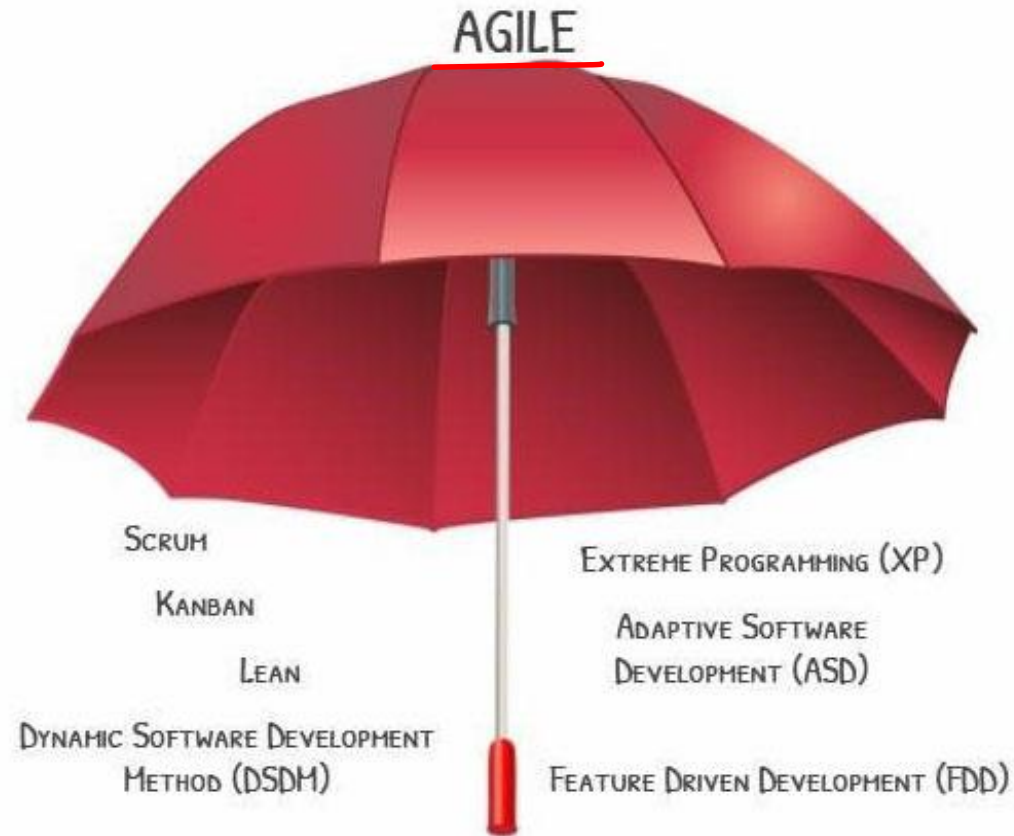 AGILE
SCRUM
KANBAN
LEAN
DYNAMIC SOFTWARE DEVELOPMENT
METHOD (DSDM)
EXTREME PROGRAMMING (XP)
ADAPTIVE SOFTWARE
DEVELOPMENT (ASD)
FEATURE DRIVEN DEVELOPMENT (FDD)